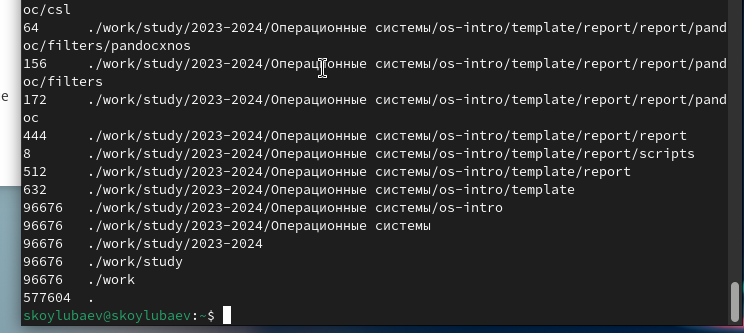 oc/csl
64      ./work/study/2023-2024/Операционные системы/os-intro/template/report/report/pand
oc/filters/pandocxnos
156     ./work/study/2023-2024/Операционные системы/os-intro/template/report/report/pand
oc/filters
172     ./work/study/2023-2024/Операционные системы/os-intro/template/report/report/pand
oc
444     ./work/study/2023-2024/Операционные системы/os-intro/template/report/report
8       ./work/study/2023-2024/Операционные системы/os-intro/template/report/scripts
512     ./work/study/2023-2024/Операционные системы/os-intro/template/report
632     ./work/study/2023-2024/Операционные системы/os-intro/template
96676   ./work/study/2023-2024/Операционные системы/os-intro
96676   ./work/study/2023-2024/Операционные системы
96676   ./work/study/2023-2024
96676   ./work/study
96676   ./work
577604  .
skoylubaev@skoylubaev:~$
е